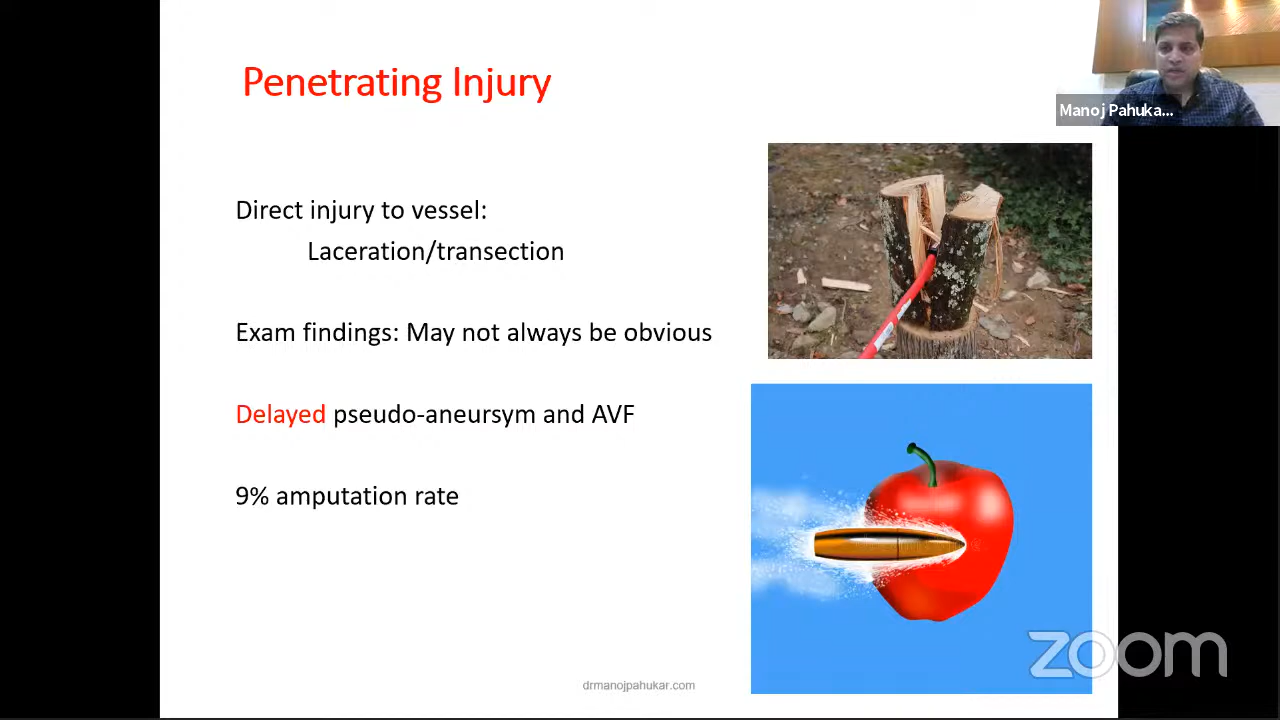 Penetrating Injury
Manoj Pahuka...
Direct injury to vessel:
Laceration/transection
Exam findings: May not always be obvious
Delayed pseudo-aneursym and AVF
9% amputation rate
drmanojpahukar.com
zoom